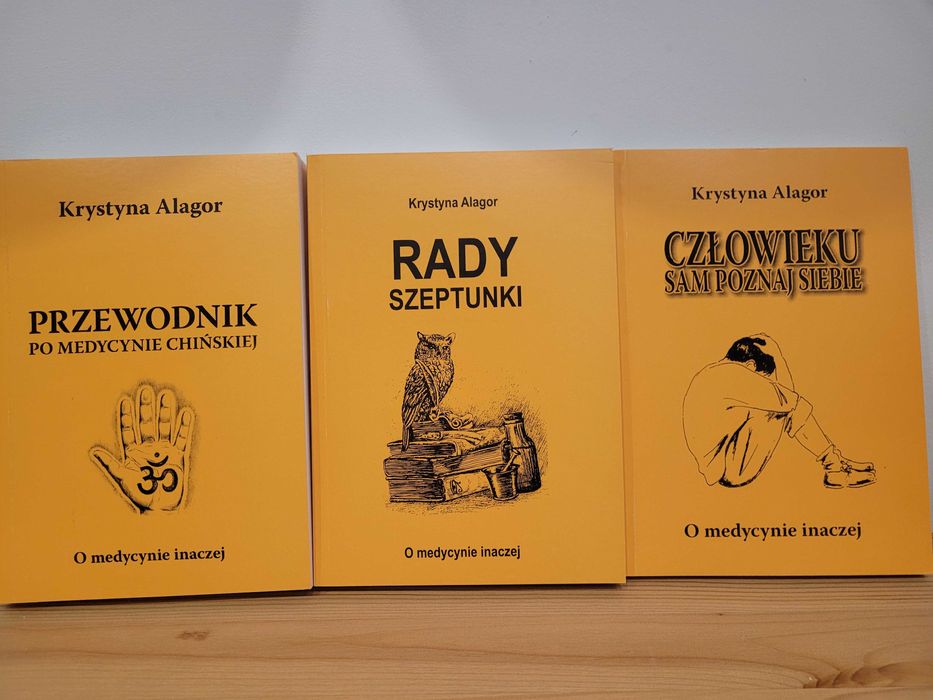 Krystyna Alagor
PRZEWODNIK
PO MEDYCYNIE CHIŃSKIEJ
ॐ
O medycynie inaczej
Krystyna Alagor
RADY
SZEPTUNKI
O medycynie inaczej
Krystyna Alagor
CZŁOWIEKU
SAM POZNAJ SIEBIE
O medycynie inaczej